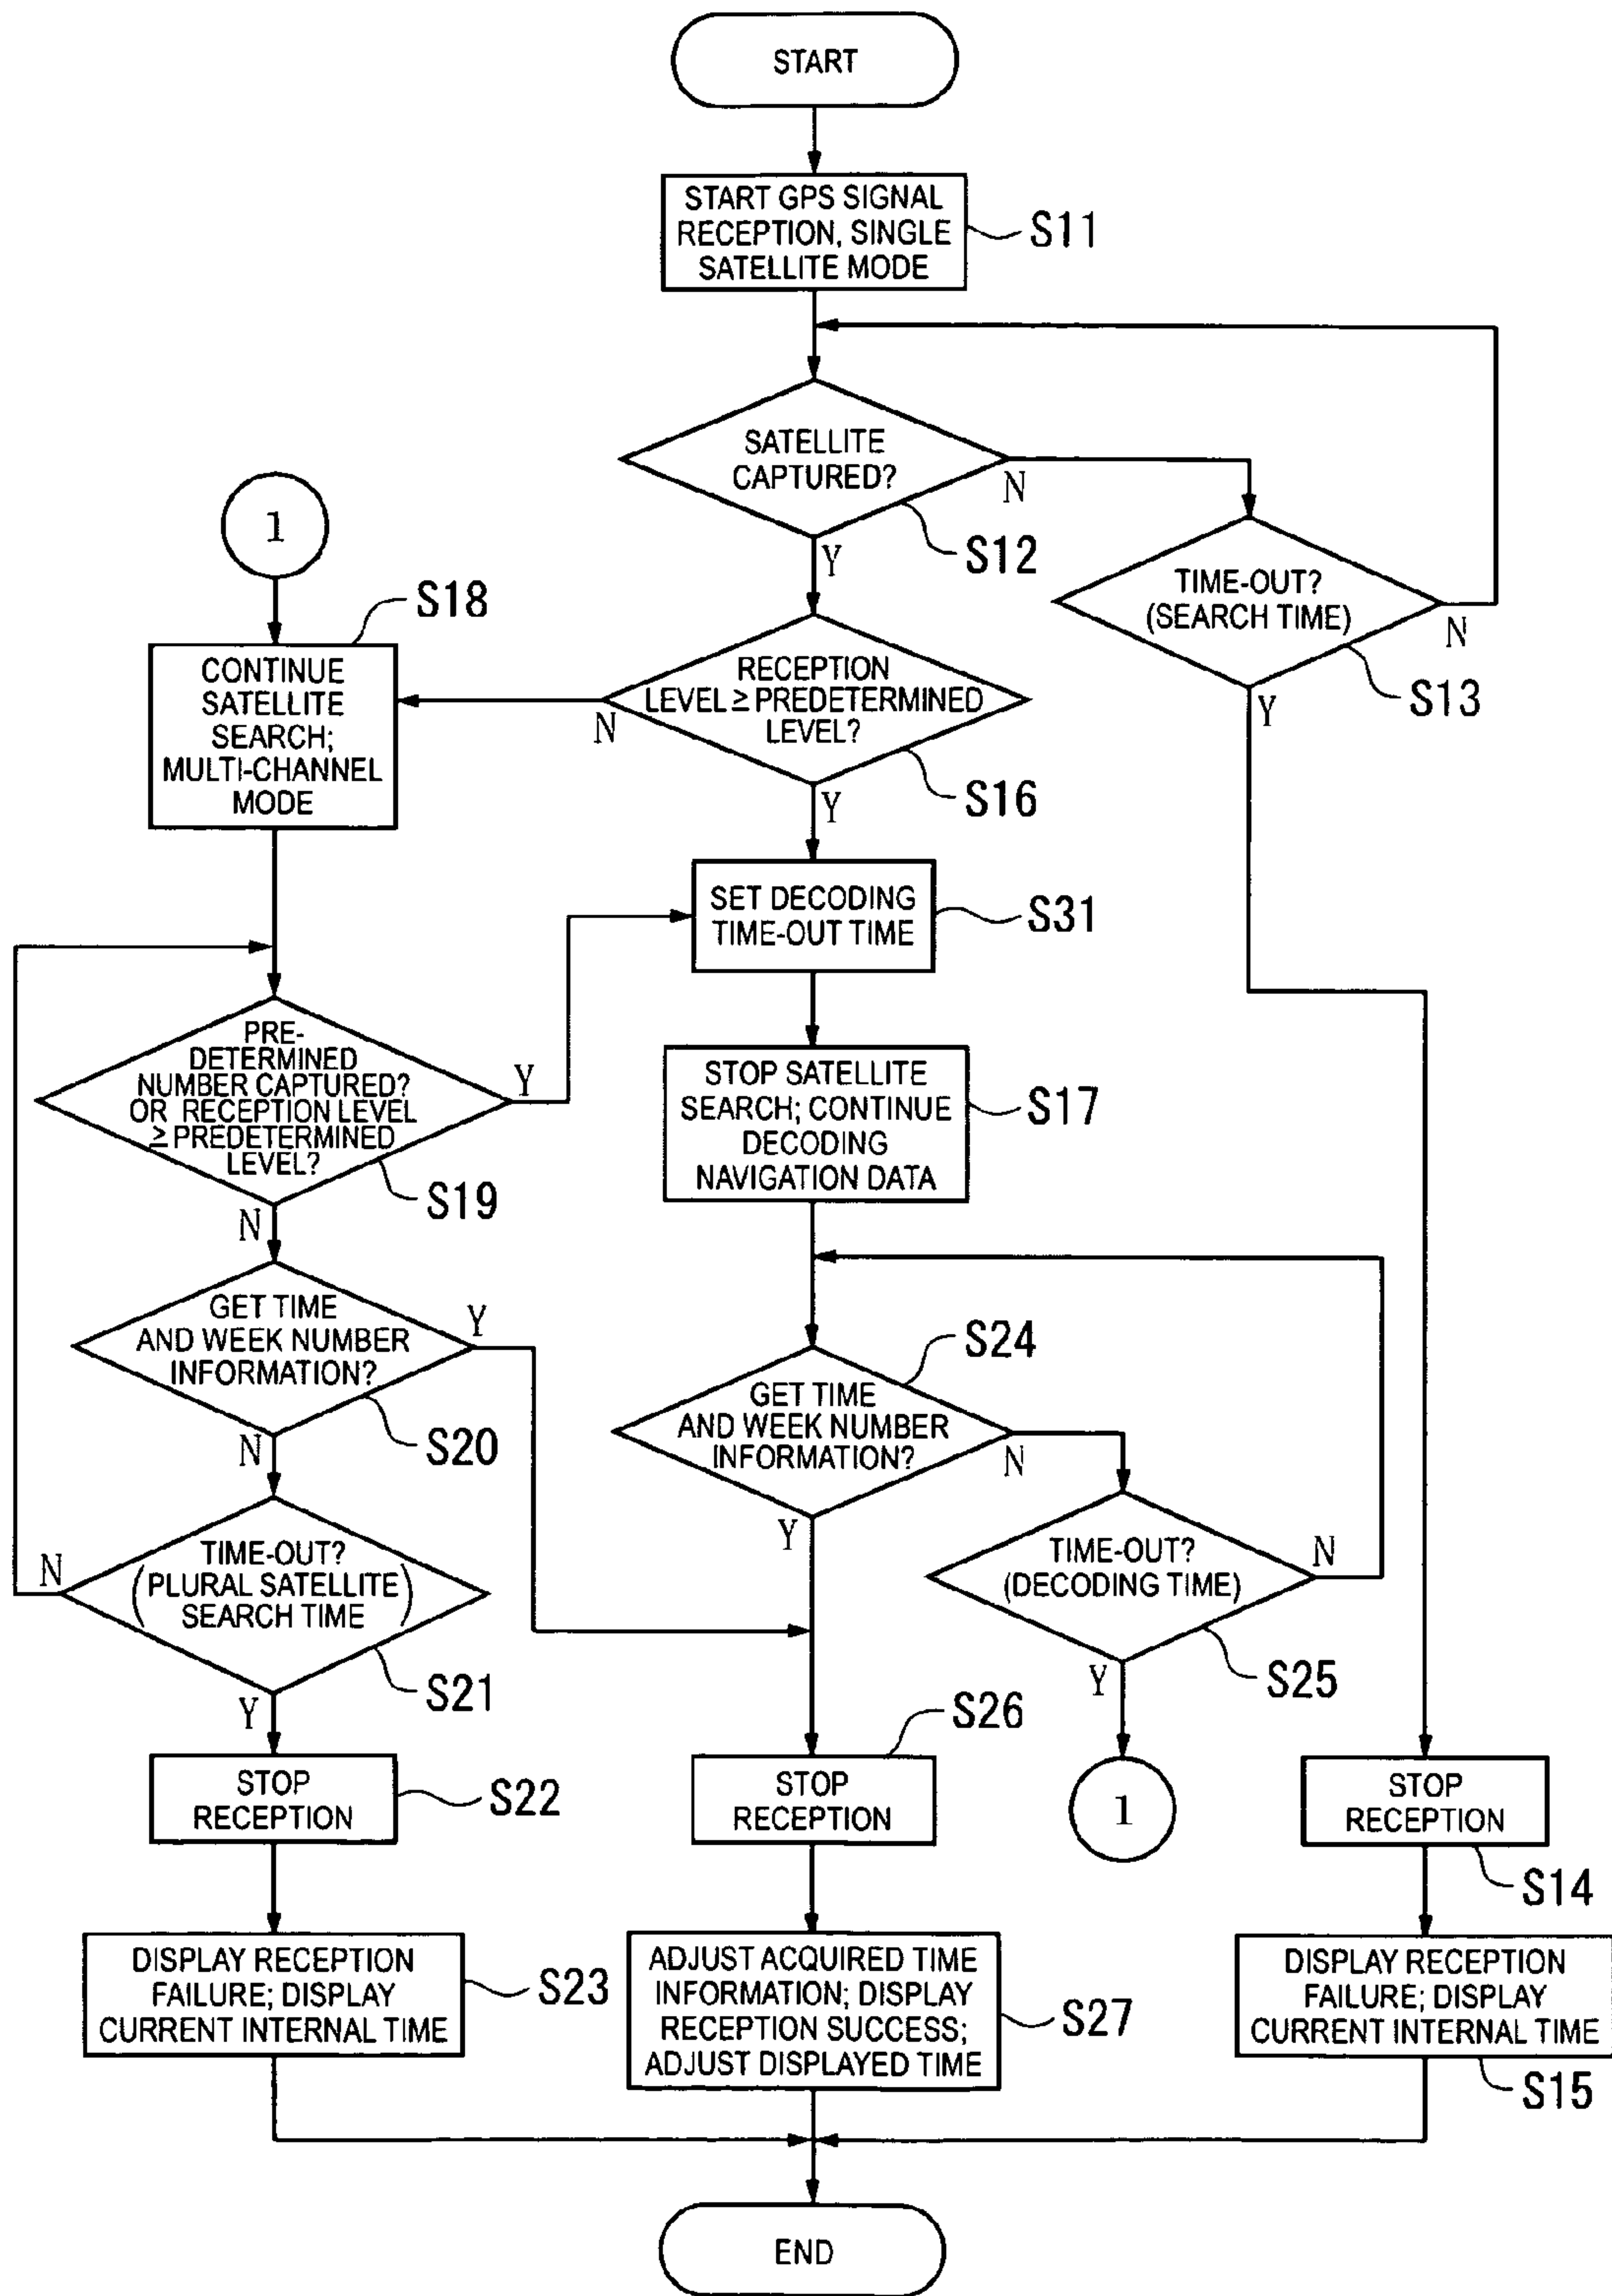 START
START GPS SIGNAL
RECEPTION, SINGLE
SATELLITE MODE
S11
SATELLITE
CAPTURED?
N
S12
Y
1
TIME-OUT?
(SEARCH TIME)
N
S13
Y
S18
CONTINUE
SATELLITE
SEARCH;
MULTI-CHANNEL
MODE
RECEPTION
LEVEL ≥ PREDETERMINED
LEVEL?
N
S16
Y
SET DECODING
TIME-OUT TIME
S31
PRE-
DETERMINED
NUMBER CAPTURED?
OR RECEPTION LEVEL
≥ PREDETERMINED
LEVEL?
Y
S19
N
STOP SATELLITE
SEARCH; CONTINUE
DECODING
NAVIGATION DATA
S17
GET TIME
AND WEEK NUMBER
INFORMATION?
Y
S20
N
S24
GET TIME
AND WEEK NUMBER
INFORMATION?
N
Y
TIME-OUT?
(PLURAL SATELLITE
SEARCH TIME)
N
S21
Y
TIME-OUT?
(DECODING TIME)
N
S25
Y
1
STOP
RECEPTION
S22
S26
STOP
RECEPTION
STOP
RECEPTION
S14
DISPLAY RECEPTION
FAILURE; DISPLAY
CURRENT INTERNAL TIME
S23
ADJUST ACQUIRED TIME
INFORMATION; DISPLAY
RECEPTION SUCCESS;
ADJUST DISPLAYED TIME
S27
DISPLAY RECEPTION
FAILURE; DISPLAY
CURRENT INTERNAL TIME
S15
END